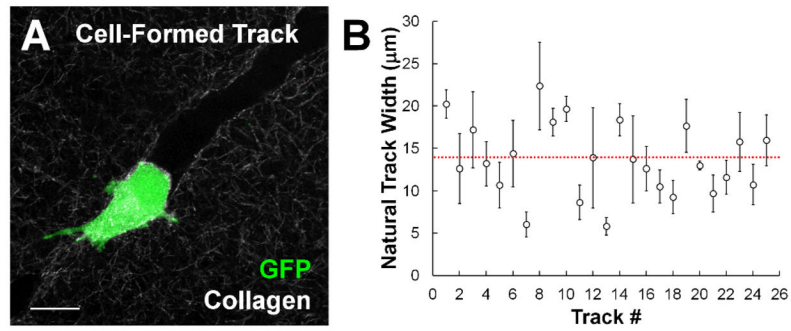 A
Cell-Formed Track
GFP
Collagen
B
Natural Track Width (μm)
30
25
20
15
10
5
0
0 2 4 6 8 10 12 14 16 18 20 22 24 26
Track #